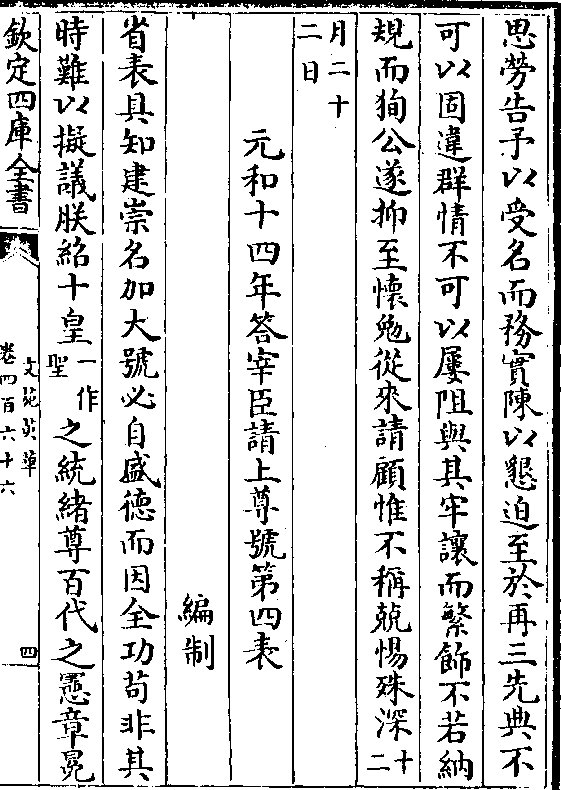 思勞告予以受名而務實陳以懇迫至於再三先典不
可以固違群情不可以屢阻與其牢讓而繁飾不若納
規而狥公遂抑至懷勉從來請顧惟不稱兢惕殊深十二
月二十二日
元和十四年答宰臣請上尊號第四表
編制
省表具知建崇名加大號必自盛德而因全功苟非其
時難以擬議朕紹十皇一作聖之統緒尊百代之憲章冕
欽定四庫全書
文苑英華
卷四百六十六
四